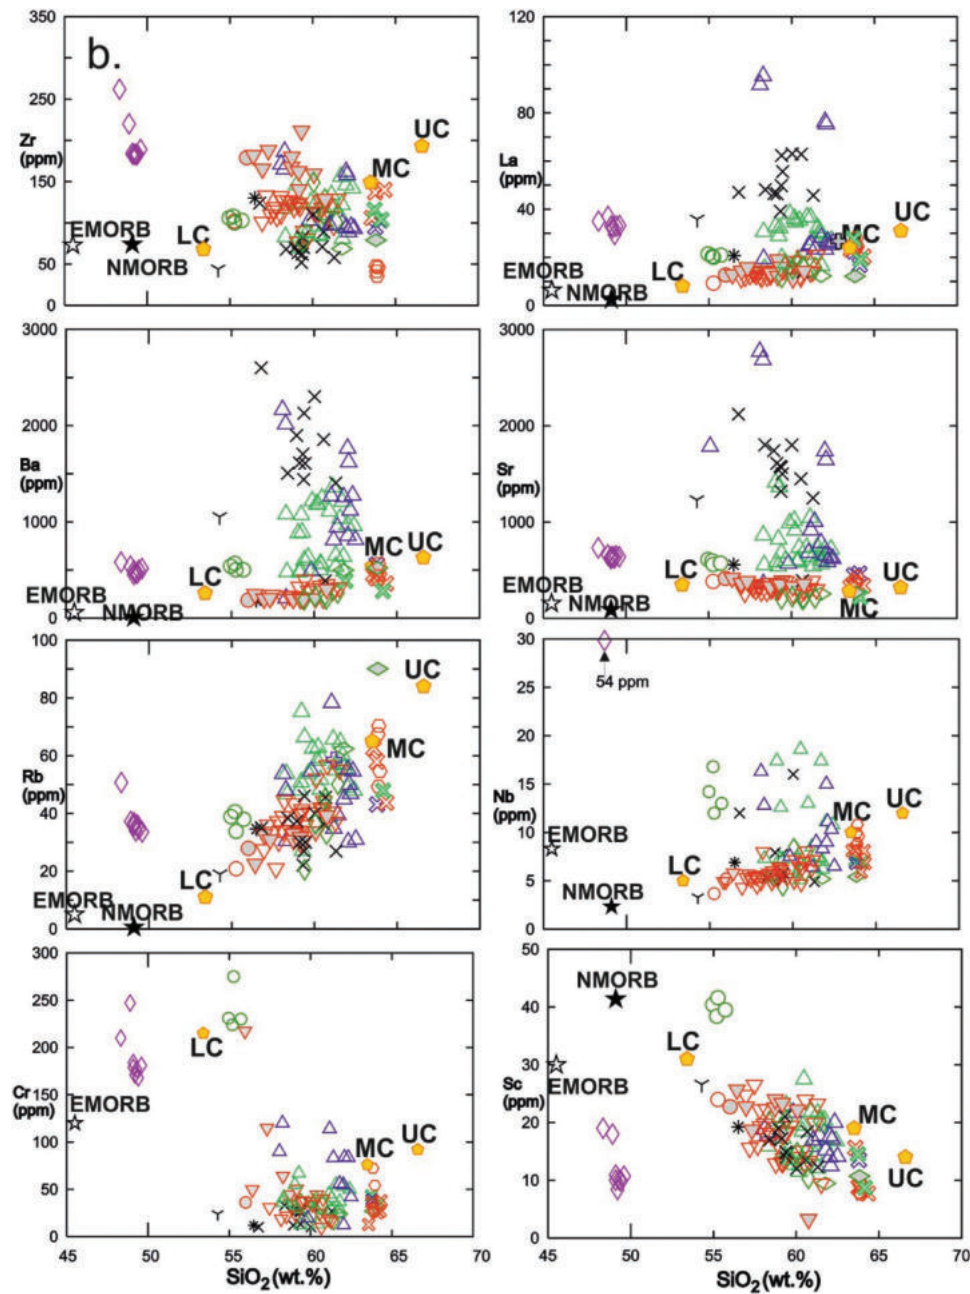 b.
350
250
Zr
(ppm)
150
50
0
EMORB
NMORB
LC
MC
UC
120
80
La
(ppm)
40
0
EMORB
NMORB
LC
MC
UC
3000
2000
Ba
(ppm)
1000
0
EMORB
NMORB
LC
MC
UC
3000
2000
Sr
(ppm)
1000
0
EMORB
NMORB
LC
MC
UC
100
80
60
Rb
(ppm)
40
20
0
EMORB
NMORB
LC
MC
UC
30
54 ppm
25
20
15
Nb
(ppm)
10
5
0
EMORB
NMORB
LC
MC
UC
300
250
200
150
Cr
(ppm)
100
50
0
EMORB
LC
MC
UC
45 50 55 60 65 70
SiO2 (wt.%)
50
40
30
Sc
(ppm)
20
10
0
NMORB
EMORB
LC
MC
UC
45 50 55 60 65 70
SiO2 (wt.%)